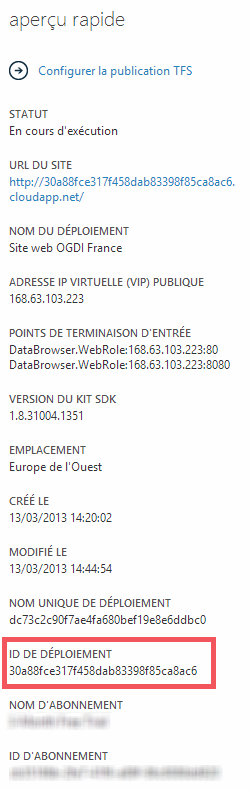 aperçu rapide
Configurer la publication TFS
STATUT
En cours d'exécution
URL DU SITE
http://30a88fce317f458dab83398f85ca8ac6.
cloudapp.net/
NOM DU DÉPLOIEMENT
Site web OGDI France
ADRESSE IP VIRTUELLE (VIP) PUBLIQUE
168.63.103.223
POINTS DE TERMINAISON D'ENTRÉE
DataBrowser.WebRole:168.63.103.223:80
DataBrowser.WebRole:168.63.103.223:8080
VERSION DU KIT SDK
1.8.31004.1351
EMPLACEMENT
Europe de l'Ouest
CRÉÉ LE
13/03/2013 14:20:02
MODIFIÉ LE
13/03/2013 14:44:54
NOM UNIQUE DE DÉPLOIEMENT
dc73c2c90f7ae4fa680bef19e8e6ddbc0
ID DE DÉPLOIEMENT
30a88fce317f458dab83398f85ca8ac6
NOM D'ABONNEMENT
ID D'ABONNEMENT